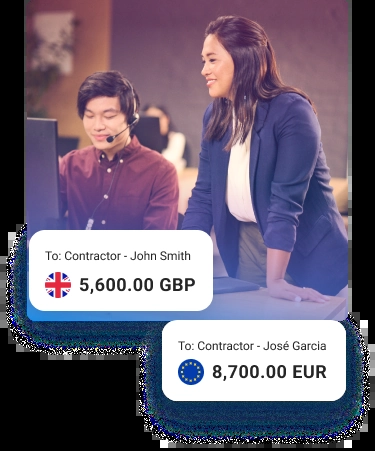 To: Contractor - John Smith
5,600.00 GBP
To: Contractor - José Garcia
8,700.00 EUR